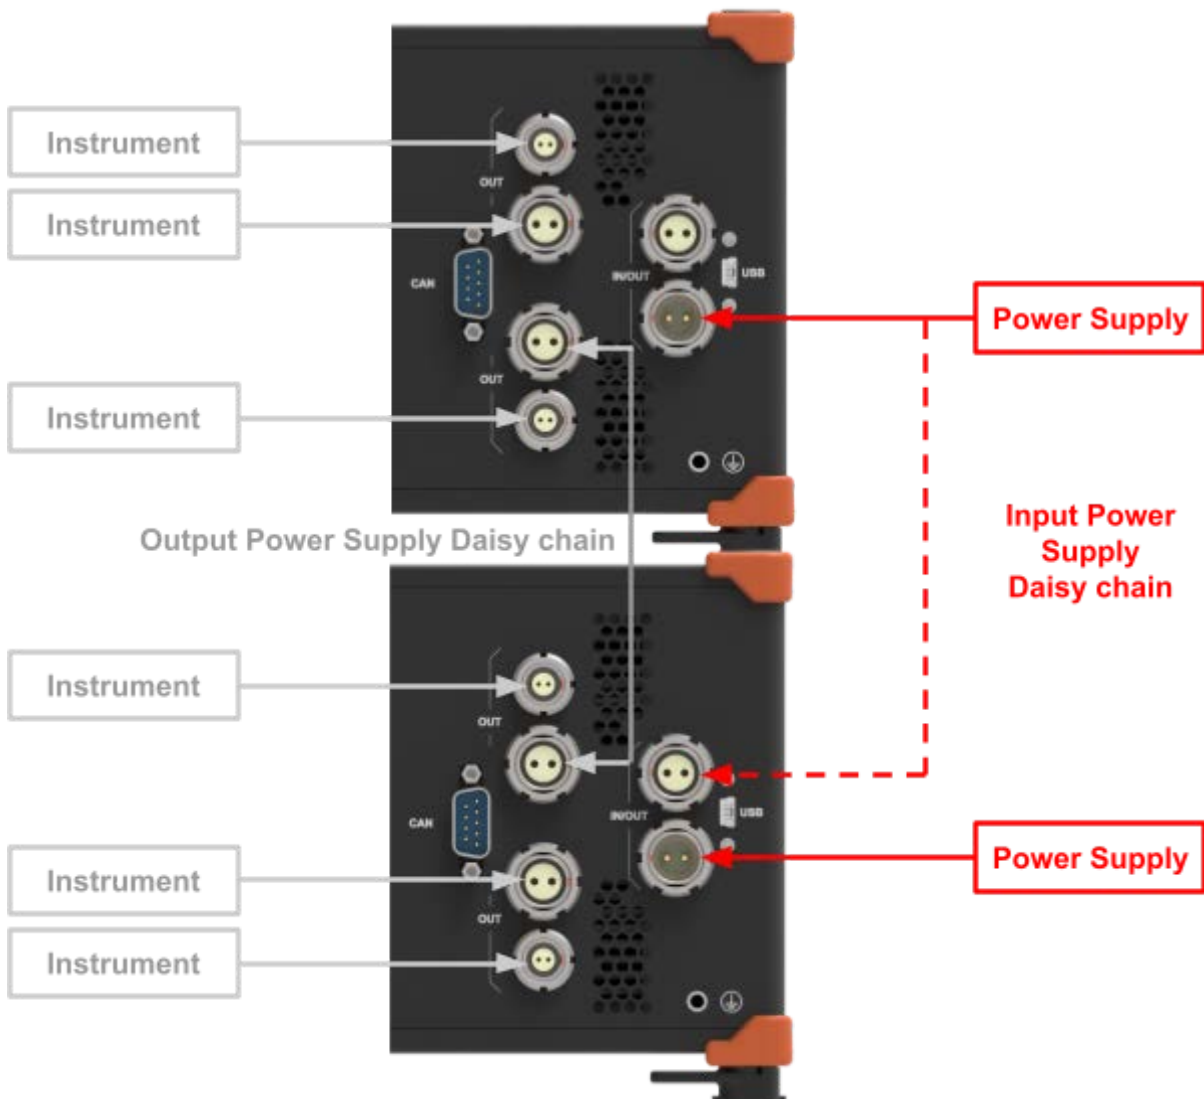 Instrument
OUT
Instrument
IN/OUT
USB
CAN
Power Supply
OUT
Instrument
Input Power
Supply
Daisy chain
Output Power Supply Daisy chain
Instrument
OUT
IN/OUT
USB
CAN
Power Supply
Instrument
OUT
Instrument